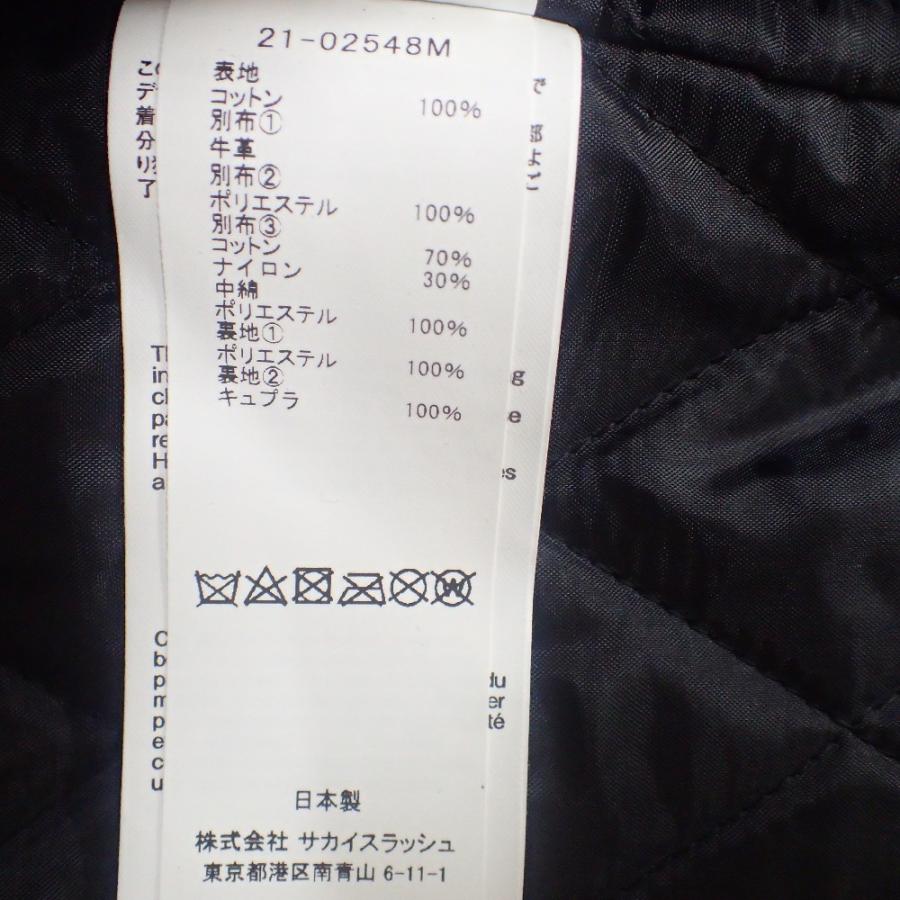 21-02548M
表地
コットン 100%
別布①
牛革
別布②
ポリエステル 100%
別布③
コットン 70%
ナイロン 30%
中綿
ポリエステル 100%
裏地①
ポリエステル 100%
裏地②
キュプラ 100%
日本製
株式会社 サカイスラッシュ
東京都港区南青山 6-11-1